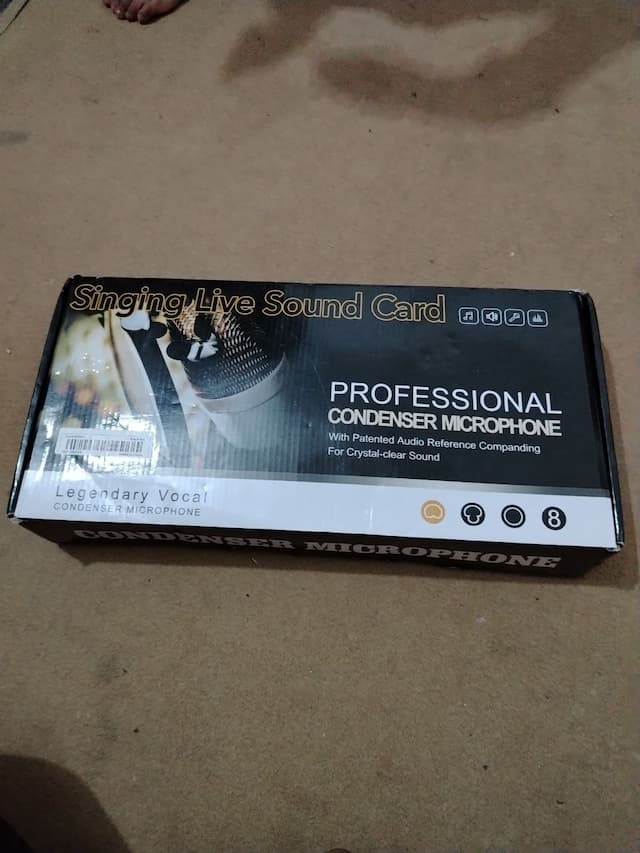 Singing Live Sound Card
PROFESSIONAL
CONDENSER MICROPHONE
With Patented Audio Reference Companding
For Crystal-clear Sound
Legendary Vocal
CONDENSER MICROPHONE
8
CONDENSER MICROPHONE